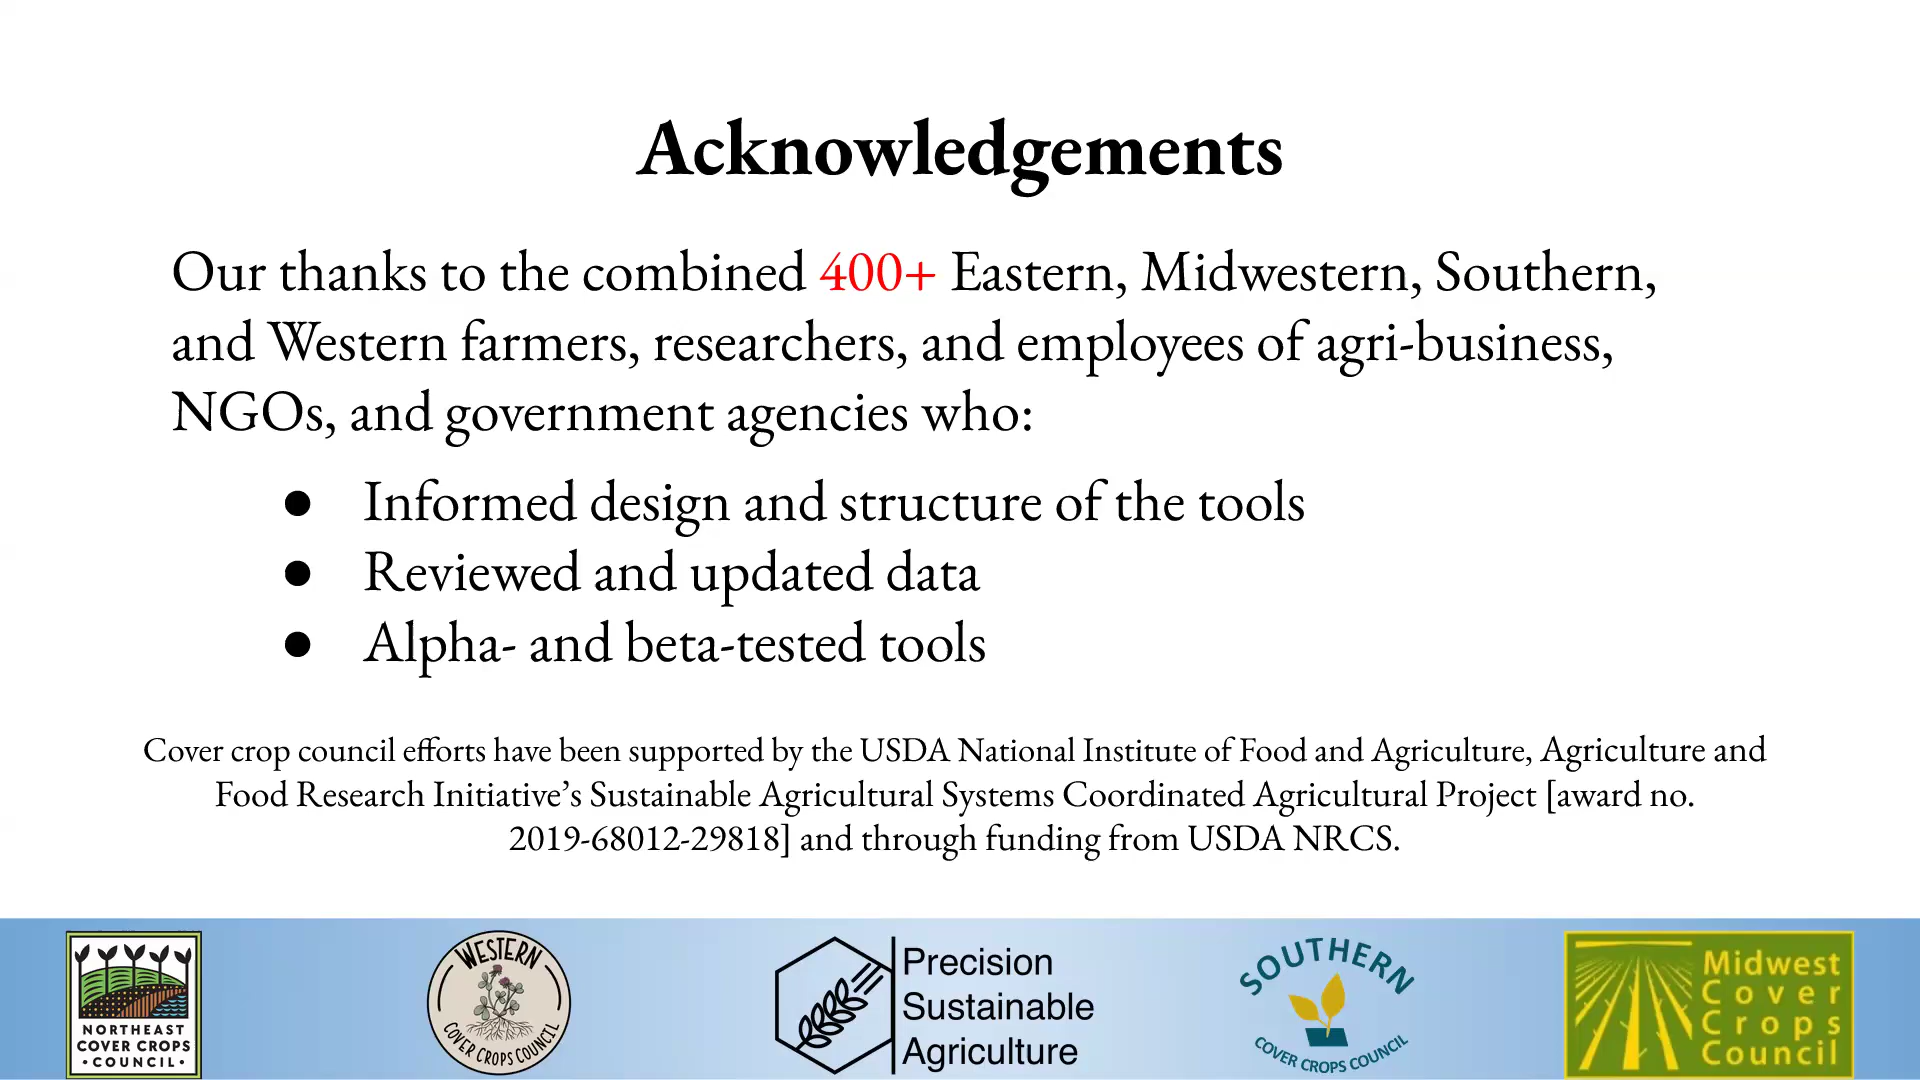 Acknowledgements
Our thanks to the combined 400+ Eastern, Midwestern, Southern,
and Western farmers, researchers, and employees of agri-business,
NGOs, and government agencies who:
● Informed design and structure of the tools
● Reviewed and updated data
● Alpha- and beta-tested tools
Cover crop council efforts have been supported by the USDA National Institute of Food and Agriculture, Agriculture and
Food Research Initiative’s Sustainable Agricultural Systems Coordinated Agricultural Project [award no.
2019-68012-29818] and through funding from USDA NRCS.
NORTHEAST
COVER CROPS
• COUNCIL •
WESTERN
COVER CROPS COUNCIL
Precision
Sustainable
Agriculture
SOUTHERN
COVER CROPS COUNCIL
Midwest
Cover
Crops
Council